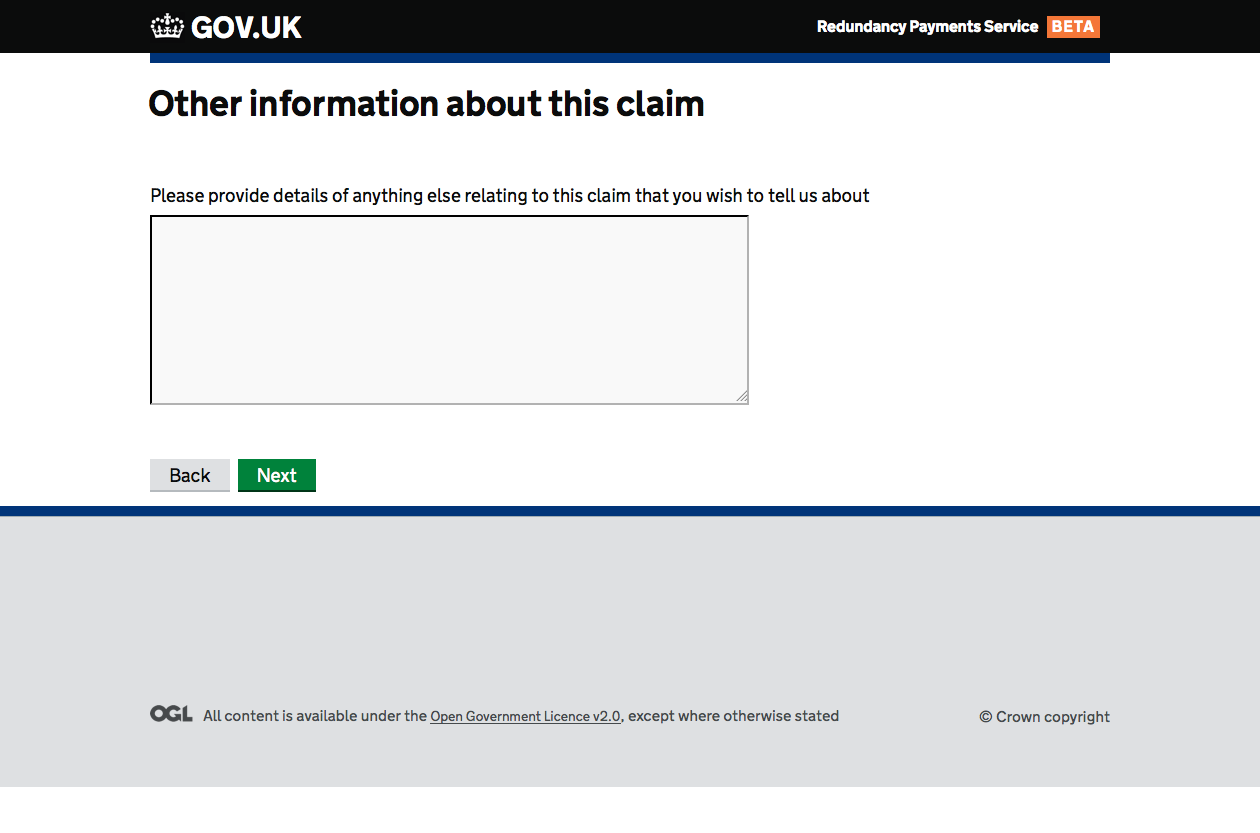 GOV.UK
Redundancy Payments Service BETA
Other information about this claim
Please provide details of anything else relating to this claim that you wish to tell us about
Back Next
OGL All content is available under the Open Government Licence v2.0, except where otherwise stated
© Crown copyright